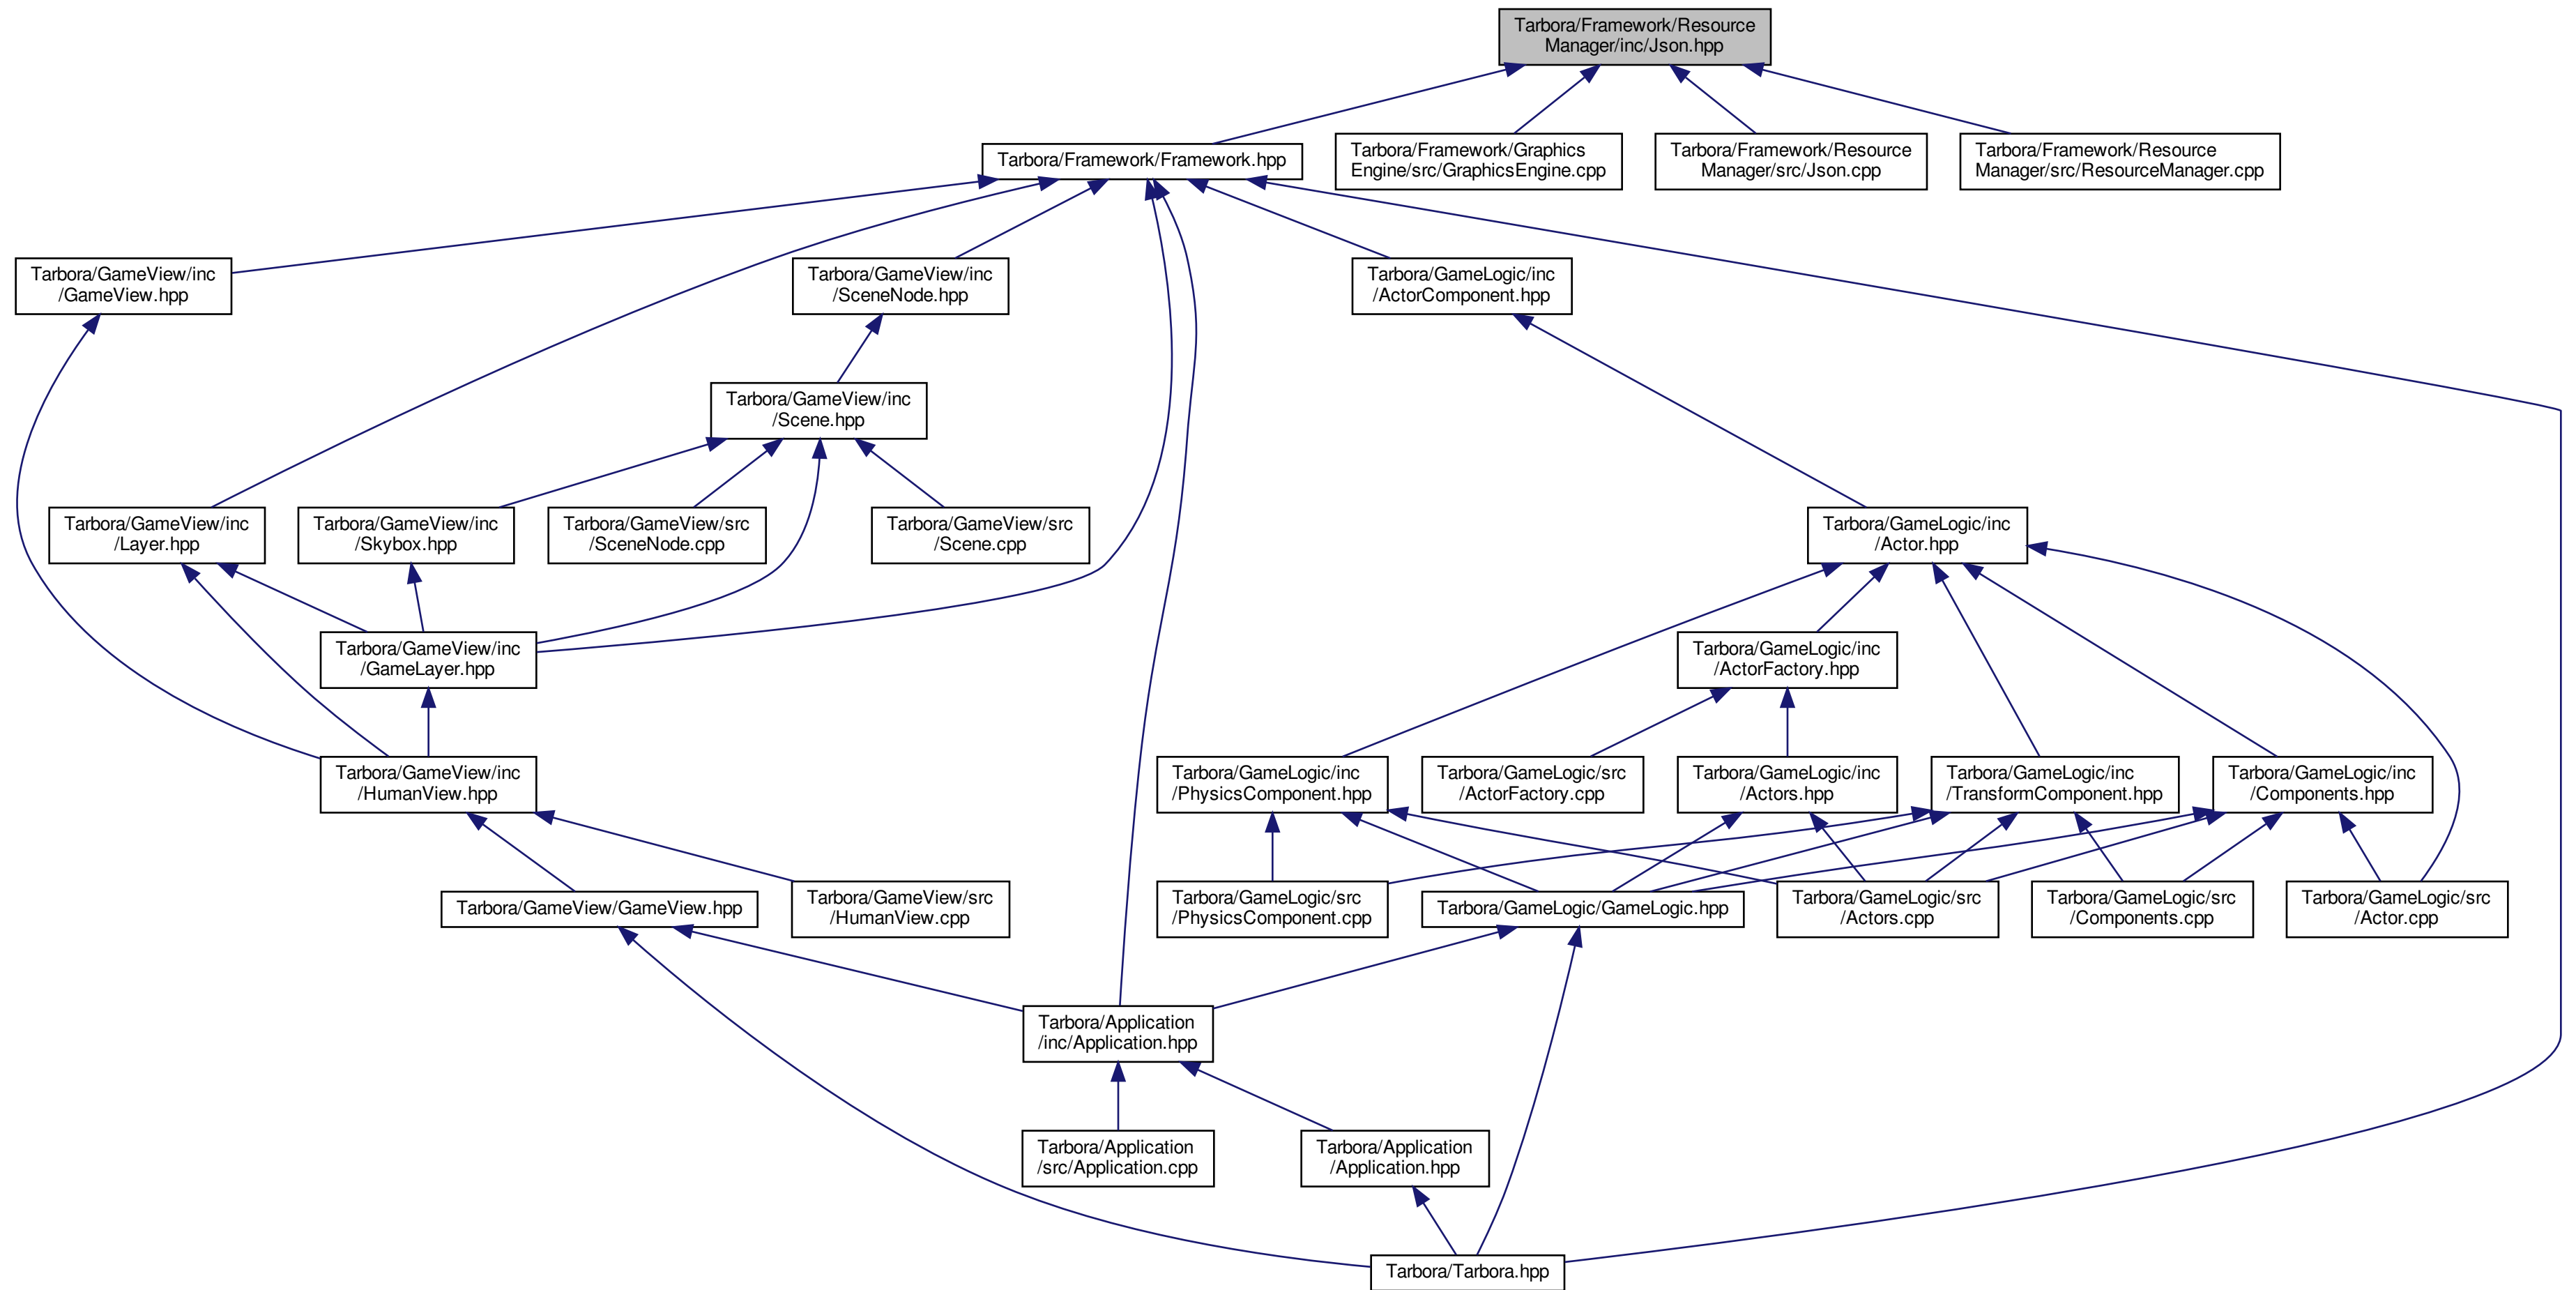 Tarbora/Framework/Resource
Manager/inc/Json.hpp
Tarbora/Framework/Framework.hpp
Tarbora/Framework/Graphics
Engine/src/GraphicsEngine.cpp
Tarbora/Framework/Resource
Manager/src/Json.cpp
Tarbora/Framework/Resource
Manager/src/ResourceManager.cpp
Tarbora/GameView/inc
/GameView.hpp
Tarbora/GameView/inc
/SceneNode.hpp
Tarbora/GameLogic/inc
/ActorComponent.hpp
Tarbora/GameView/inc
/Scene.hpp
Tarbora/GameView/inc
/Layer.hpp
Tarbora/GameView/inc
/Skybox.hpp
Tarbora/GameView/src
/SceneNode.cpp
Tarbora/GameView/src
/Scene.cpp
Tarbora/GameLogic/inc
/Actor.hpp
Tarbora/GameView/inc
/GameLayer.hpp
Tarbora/GameLogic/inc
/ActorFactory.hpp
Tarbora/GameView/inc
/HumanView.hpp
Tarbora/GameLogic/inc
/PhysicsComponent.hpp
Tarbora/GameLogic/src
/ActorFactory.cpp
Tarbora/GameLogic/inc
/Actors.hpp
Tarbora/GameLogic/inc
/TransformComponent.hpp
Tarbora/GameLogic/inc
/Components.hpp
Tarbora/GameView/GameView.hpp
Tarbora/GameView/src
/HumanView.cpp
Tarbora/GameLogic/src
/PhysicsComponent.cpp
Tarbora/GameLogic/GameLogic.hpp
Tarbora/GameLogic/src
/Actors.cpp
Tarbora/GameLogic/src
/Components.cpp
Tarbora/GameLogic/src
/Actor.cpp
Tarbora/Application
/inc/Application.hpp
Tarbora/Application
/src/Application.cpp
Tarbora/Application
/Application.hpp
Tarbora/Tarbora.hpp